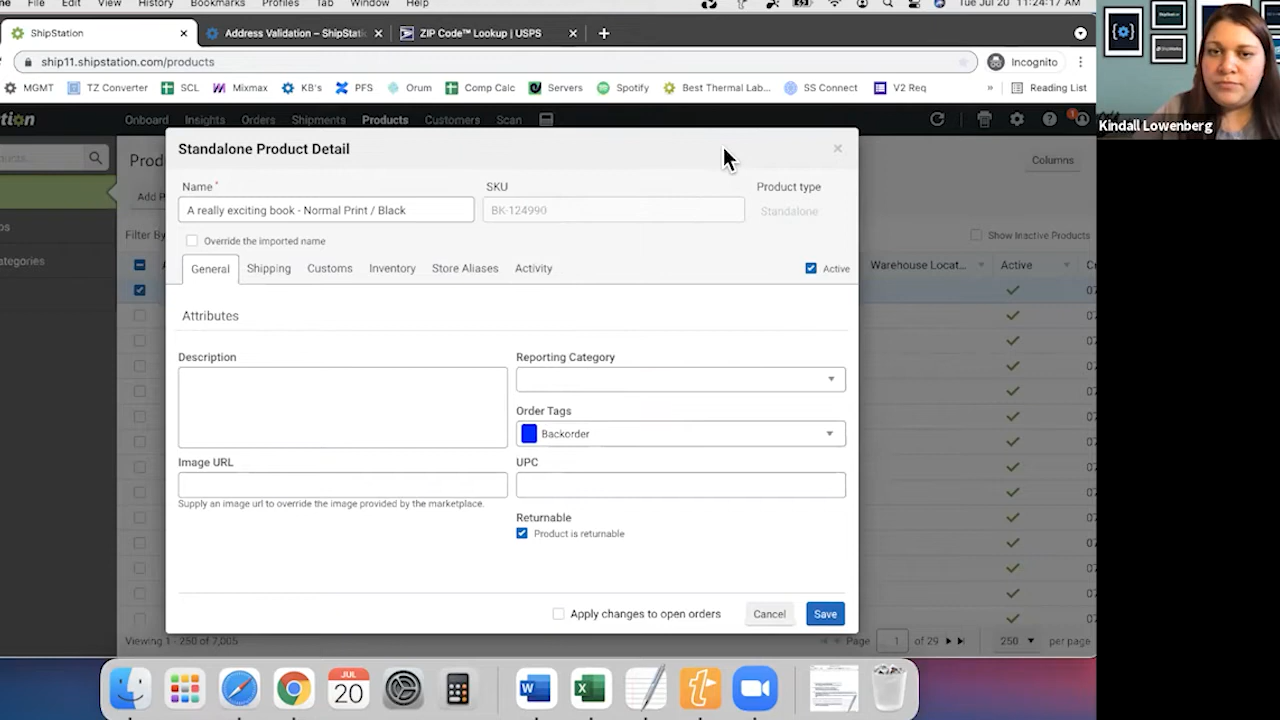 File Edit View History Bookmarks Profiles Tab Window Help Tue Jul 20 11:24:17 AM
ShipStation Address Validation – ShipStatio ZIP Code™ Lookup | USPS
ship11.shipstation.com/products Incognito
MGMT TZ Converter SCL Mixmax KB's PFS Orum Comp Calc Servers Spotify Best Thermal Lab... SS Connect V2 Req » Reading List
Kindall Lowenberg
tion Onboard Insights Orders Shipments Products Customers Scan
Standalone Product Detail
Columns
Name * SKU Product type
A really exciting book - Normal Print / Black BK-124990 Standalone
Add P
Filter By
Show Inactive Products
Override the imported name
General Shipping Customs Inventory Store Aliases Activity Active
ategories
Warehouse Locat... Active
Attributes
Description Reporting Category
Order Tags
Backorder
Image URL UPC
Supply an image url to override the image provided by the marketplace.
Returnable
Product is returnable
Apply changes to open orders Cancel Save
Viewing 1 - 250 of 7,005 Page 1 of 29 250 per page
JUL
20